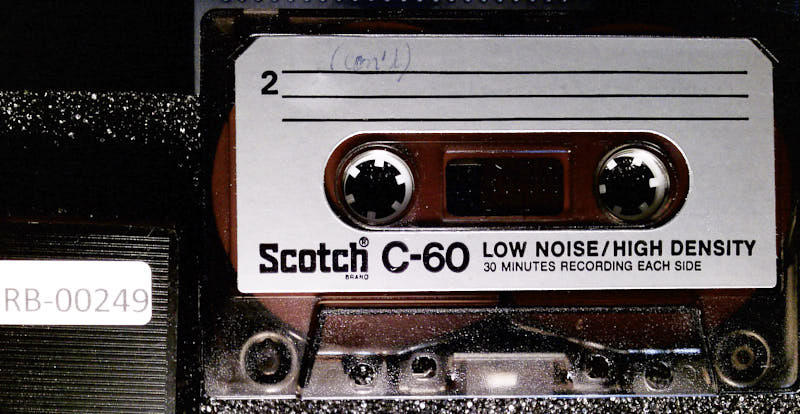 (con't)
2
Scotch® C-60 LOW NOISE/HIGH DENSITY
BRAND 30 MINUTES RECORDING EACH SIDE
RB-00249